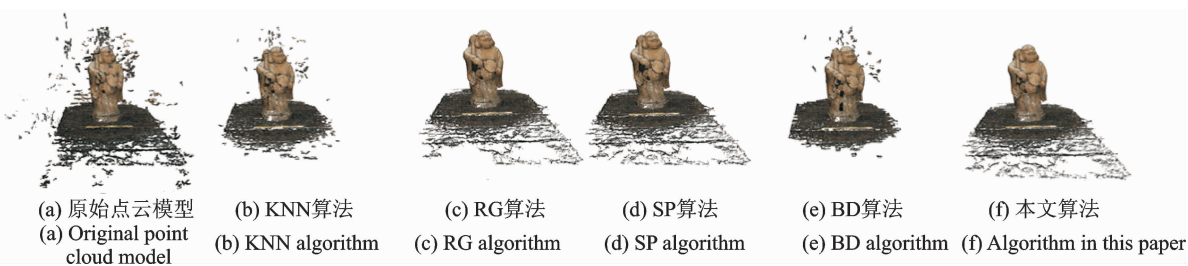 (a) 原始点云模型
(b) KNN算法
(c) RG算法
(d) SP算法
(e) BD算法
(f) 本文算法
(a) Original point
cloud model
(b) KNN algorithm
(c) RG algorithm
(d) SP algorithm
(e) BD algorithm
(f) Algorithm in this paper